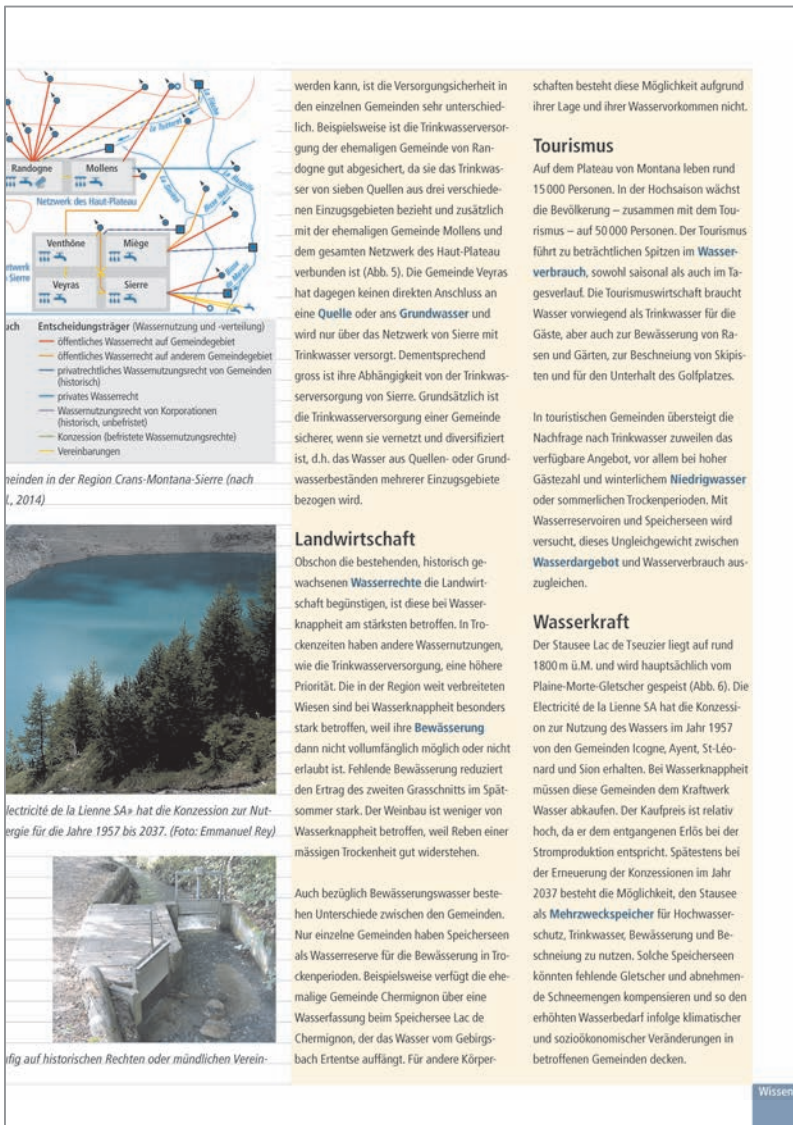 Randogne
Mollens
Netzwerk des Haut-Plateau
Venthône
Miège
Veyras
Sierre
Entscheidungsträger (Wassernutzung und -verteilung)
öffentliches Wasserrecht auf Gemeindegebiet
öffentliches Wasserrecht auf anderem Gemeindegebiet
privatrechtliches Wassernutzungsrecht von Gemeinden
(historisch)
privates Wasserrecht
Wassernutzungsrecht von Korporationen
(historisch, unbefristet)
Konzession (befristete Wassernutzungsrechte)
Vereinbarungen
meinden in der Region Crans-Montana-Sierre (nach
l., 2014)
lectricité de la Lienne SA» hat die Konzession zur Nut-
ergie für die Jahre 1957 bis 2037. (Foto: Emmanuel Rey)
ufig auf historischen Rechten oder mündlichen Verein-
werden kann, ist die Versorgungsicherheit in
den einzelnen Gemeinden sehr unterschied-
lich. Beispielsweise ist die Trinkwasserversor-
gung der ehemaligen Gemeinde von Ran-
dogne gut abgesichert, da sie das Trinkwas-
ser von sieben Quellen aus drei verschiede-
nen Einzugsgebieten bezieht und zusätzlich
mit der ehemaligen Gemeinde Mollens und
dem gesamten Netzwerk des Haut-Plateau
verbunden ist (Abb. 5). Die Gemeinde Veyras
hat dagegen keinen direkten Anschluss an
eine Quelle oder ans Grundwasser und
wird nur über das Netzwerk von Sierre mit
Trinkwasser versorgt. Dementsprechend
gross ist ihre Abhängigkeit von der Trinkwas-
serversorgung von Sierre. Grundsätzlich ist
die Trinkwasserversorgung einer Gemeinde
sicherer, wenn sie vernetzt und diversifiziert
ist, d.h. das Wasser aus Quellen- oder Grund-
wasserbeständen mehrerer Einzugsgebiete
bezogen wird.
Landwirtschaft
Obschon die bestehenden, historisch ge-
wachsenen Wasserrechte die Landwirt-
schaft begünstigen, ist diese bei Wasser-
knappheit am stärksten betroffen. In Tro-
ckenzeiten haben andere Wassernutzungen,
wie die Trinkwasserversorgung, eine höhere
Priorität. Die in der Region weit verbreiteten
Wiesen sind bei Wasserknappheit besonders
stark betroffen, weil ihre Bewässerung
dann nicht vollumfänglich möglich oder nicht
erlaubt ist. Fehlende Bewässerung reduziert
den Ertrag des zweiten Grasschnitts im Spät-
sommer stark. Der Weinbau ist weniger von
Wasserknappheit betroffen, weil Reben einer
mässigen Trockenheit gut widerstehen.
Auch bezüglich Bewässerungswasser beste-
hen Unterschiede zwischen den Gemeinden.
Nur einzelne Gemeinden haben Speicherseen
als Wasserreserve für die Bewässerung in Tro-
ckenperioden. Beispielsweise verfügt die ehe-
malige Gemeinde Chermignon über eine
Wasserfassung beim Speichersee Lac de
Chermignon, der das Wasser vom Gebirgs-
bach Ertentse auffängt. Für andere Körper-
schaften besteht diese Möglichkeit aufgrund
ihrer Lage und ihrer Wasservorkommen nicht.
Tourismus
Auf dem Plateau von Montana leben rund
15 000 Personen. In der Hochsaison wächst
die Bevölkerung – zusammen mit dem Tou-
rismus – auf 50 000 Personen. Der Tourismus
führt zu beträchtlichen Spitzen im Wasser-
verbrauch, sowohl saisonal als auch im Ta-
gesverlauf. Die Tourismuswirtschaft braucht
Wasser vorwiegend als Trinkwasser für die
Gäste, aber auch zur Bewässerung von Ra-
sen und Gärten, zur Beschneiung von Skipis-
ten und für den Unterhalt des Golfplatzes.
In touristischen Gemeinden übersteigt die
Nachfrage nach Trinkwasser zuweilen das
verfügbare Angebot, vor allem bei hoher
Gästezahl und winterlichem Niedrigwasser
oder sommerlichen Trockenperioden. Mit
Wasserreservoiren und Speicherseen wird
versucht, dieses Ungleichgewicht zwischen
Wasserdargebot und Wasserverbrauch aus-
zugleichen.
Wasserkraft
Der Stausee Lac de Tseuzier liegt auf rund
1800 m ü.M. und wird hauptsächlich vom
Plaine-Morte-Gletscher gespeist (Abb. 6). Die
Electricité de la Lienne SA hat die Konzessi-
on zur Nutzung des Wassers im Jahr 1957
von den Gemeinden Icogne, Ayent, St-Léo-
nard und Sion erhalten. Bei Wasserknappheit
müssen diese Gemeinden dem Kraftwerk
Wasser abkaufen. Der Kaufpreis ist relativ
hoch, da er dem entgangenen Erlös bei der
Stromproduktion entspricht. Spätestens bei
der Erneuerung der Konzessionen im Jahr
2037 besteht die Möglichkeit, den Stausee
als Mehrzweckspeicher für Hochwasser-
schutz, Trinkwasser, Bewässerung und Be-
schneiung zu nutzen. Solche Speicherseen
könnten fehlende Gletscher und abnehmen-
de Schneemengen kompensieren und so den
erhöhten Wasserbedarf infolge klimatischer
und sozioökonomischer Veränderungen in
betroffenen Gemeinden decken.
Wissen